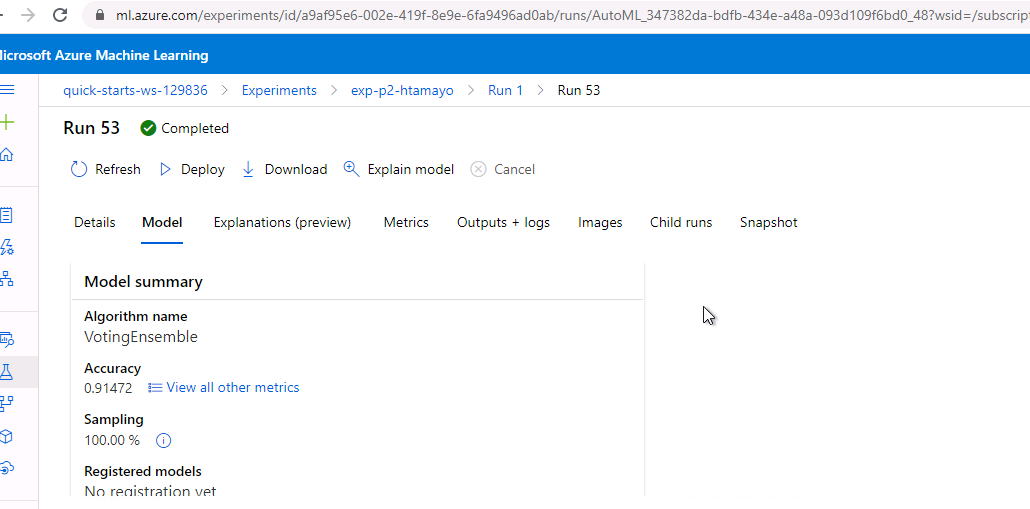 ml.azure.com/experiments/id/a9af95e6-002e-419f-8e9e-6fa9496ad0ab/runs/AutoML_347382da-bdfb-434e-a48a-093d109f6bd0_48?wsid=/subscript
Microsoft Azure Machine Learning
quick-starts-ws-129836 > Experiments > exp-p2-htamayo > Run 1 > Run 53
Run 53 Completed
Refresh Deploy Download Explain model Cancel
Details Model Explanations (preview) Metrics Outputs + logs Images Child runs Snapshot
Model summary
Algorithm name
VotingEnsemble
Accuracy
0.91472 View all other metrics
Sampling
100.00 %
Registered models
No registration yet